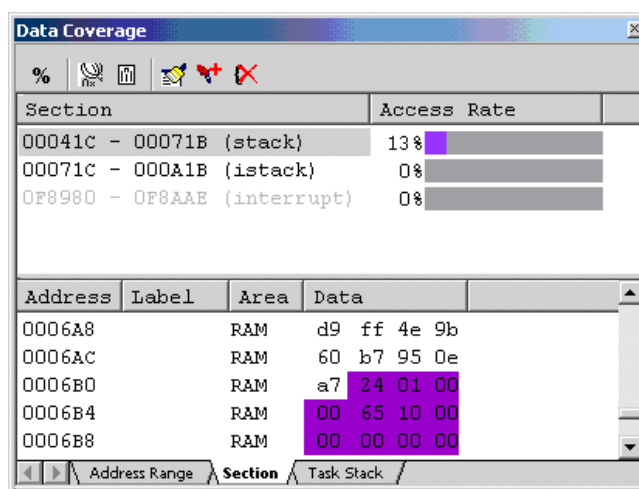 Data Coverage
%
Section Access Rate
00041C - 00071B (stack) 13%
00071C - 000A1B (istack) 0%
0F8980 - 0F8AAE (interrupt) 0%
Address Label Area Data
0006A8 RAM d9 ff 4e 9b
0006AC RAM 60 b7 95 0e
0006B0 RAM a7 24 01 00
0006B4 RAM 00 65 10 00
0006B8 RAM 00 00 00 00
Address Range Section Task Stack